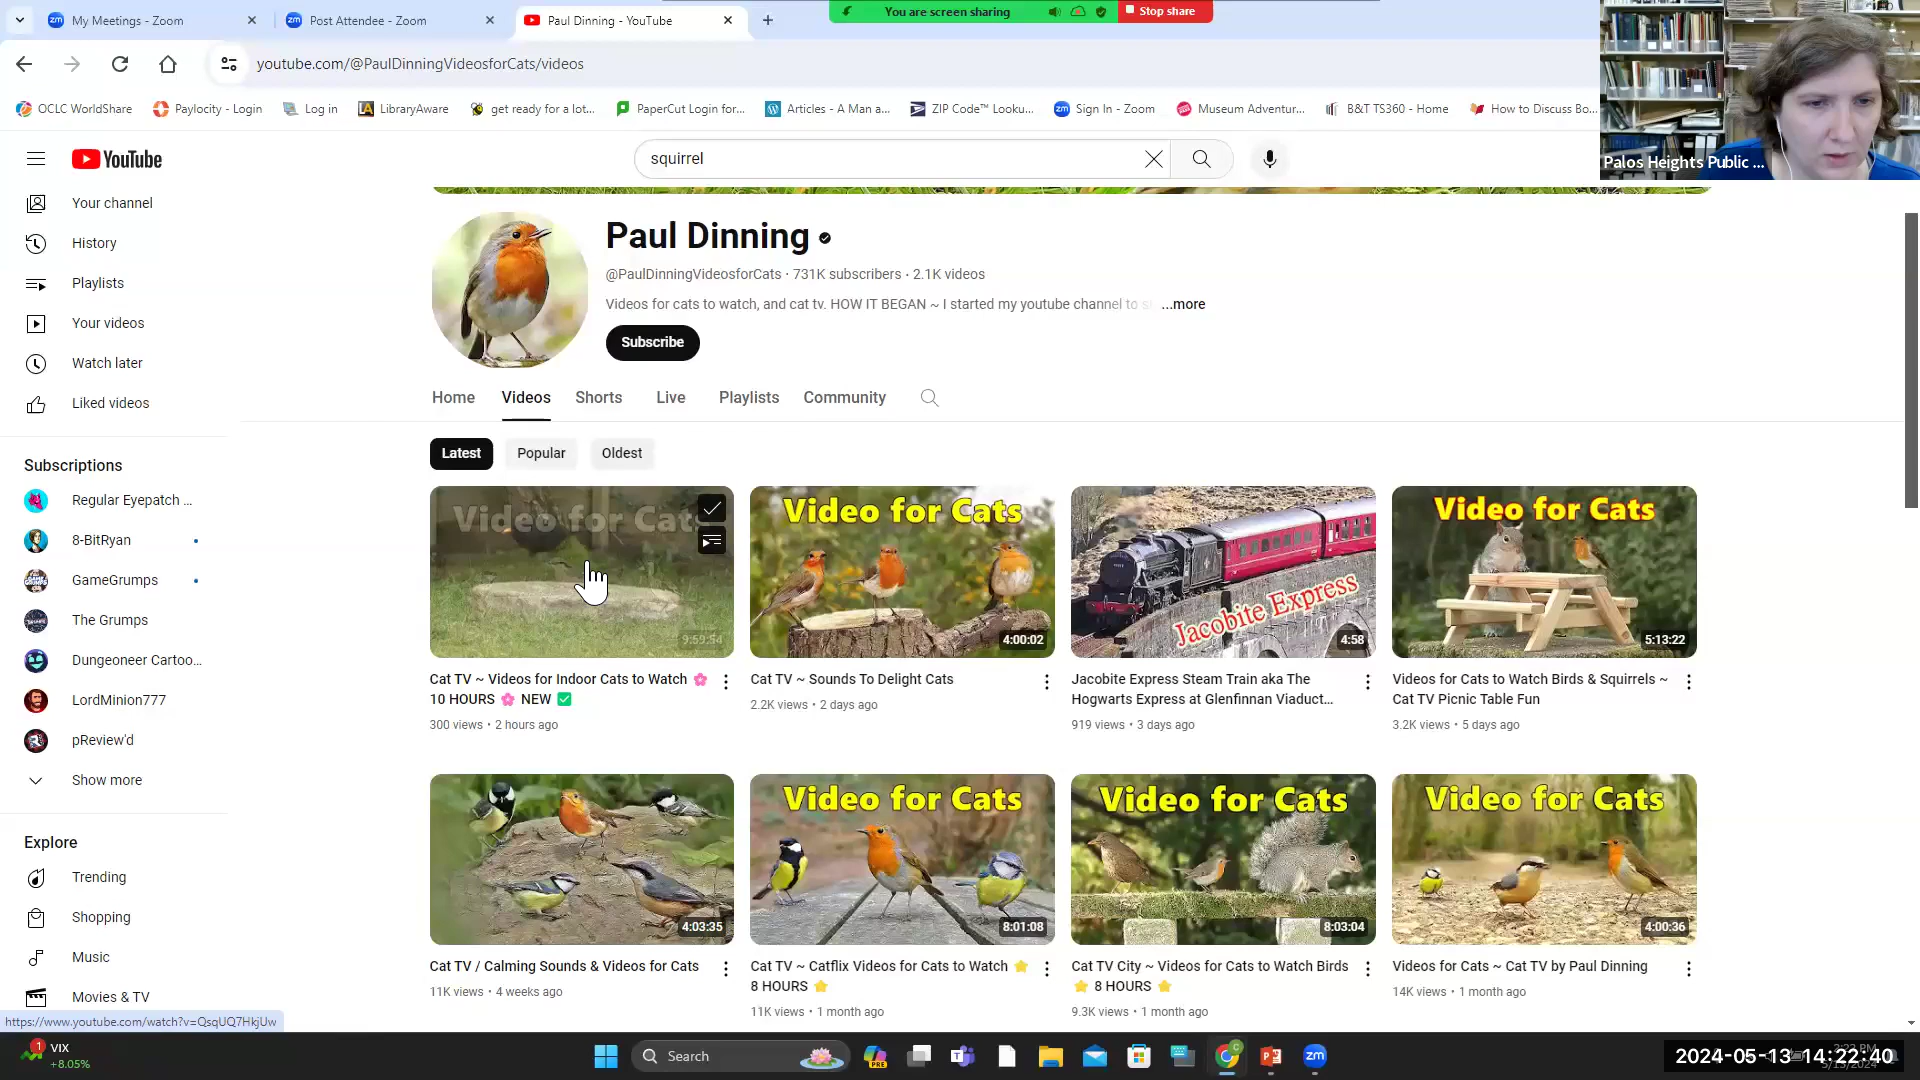 My Meetings - Zoom
Post Attendee - Zoom
Paul Dinning - YouTube
You are screen sharing
Stop share
youtube.com/@PaulDinningVideosforCats/videos
OCLC WorldShare
Paylocity - Login
Log in
LibraryAware
get ready for a lot...
PaperCut Login for...
Articles - A Man a...
ZIP Code™ Looku...
Sign In - Zoom
Museum Adventur...
B&T TS360 - Home
How to Discuss Bo...
Palos Heights Public ...
YouTube
squirrel
Your channel
History
Playlists
Your videos
Watch later
Liked videos
Subscriptions
Regular Eyepatch ...
8-BitRyan
GameGrumps
The Grumps
Dungeoneer Cartoo...
LordMinion777
pReview'd
Show more
Explore
Trending
Shopping
Music
Movies & TV
Paul Dinning
@PaulDinningVideosforCats · 731K subscribers · 2.1K videos
Videos for cats to watch, and cat tv. HOW IT BEGAN ~ I started my youtube channel to ...more
Subscribe
Home
Videos
Shorts
Live
Playlists
Community
Latest
Popular
Oldest
Video for Cats
9:59:54
Cat TV ~ Videos for Indoor Cats to Watch 🌸
10 HOURS 🌸 NEW ✅
300 views · 2 hours ago
Video for Cats
4:00:02
Cat TV ~ Sounds To Delight Cats
2.2K views · 2 days ago
Jacobite Express
4:58
Jacobite Express Steam Train aka The
Hogwarts Express at Glenfinnan Viaduct...
919 views · 3 days ago
Video for Cats
5:13:22
Videos for Cats to Watch Birds & Squirrels ~
Cat TV Picnic Table Fun
3.2K views · 5 days ago
4:03:35
Cat TV / Calming Sounds & Videos for Cats
11K views · 4 weeks ago
Video for Cats
8:01:08
Cat TV ~ Catflix Videos for Cats to Watch ⭐
8 HOURS ⭐
11K views · 1 month ago
Video for Cats
8:03:04
Cat TV City ~ Videos for Cats to Watch Birds
⭐ 8 HOURS ⭐
9.3K views · 1 month ago
Video for Cats
4:00:36
Videos for Cats ~ Cat TV by Paul Dinning
14K views · 1 month ago
https://www.youtube.com/watch?v=QsqUQ7HkjUw
1
VIX
+8.05%
Search
PRE
2024-05-13 14:22:40